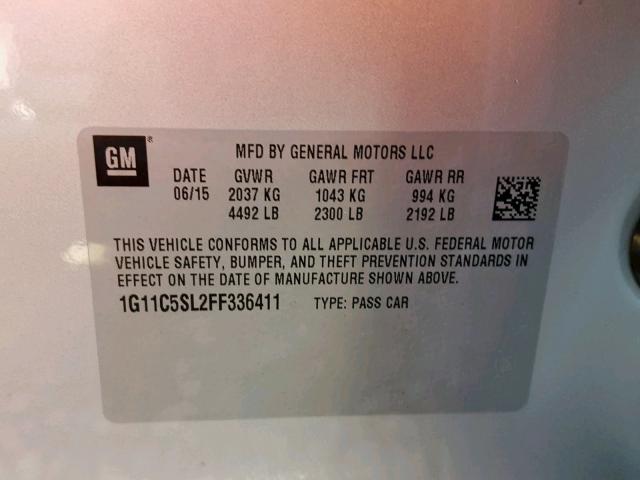 GM ®
MFD BY GENERAL MOTORS LLC
DATE GVWR GAWR FRT GAWR RR
06/15 2037 KG 1043 KG 994 KG
4492 LB 2300 LB 2192 LB
THIS VEHICLE CONFORMS TO ALL APPLICABLE U.S. FEDERAL MOTOR
VEHICLE SAFETY, BUMPER, AND THEFT PREVENTION STANDARDS IN
EFFECT ON THE DATE OF MANUFACTURE SHOWN ABOVE.
1G11C5SL2FF336411 TYPE: PASS CAR